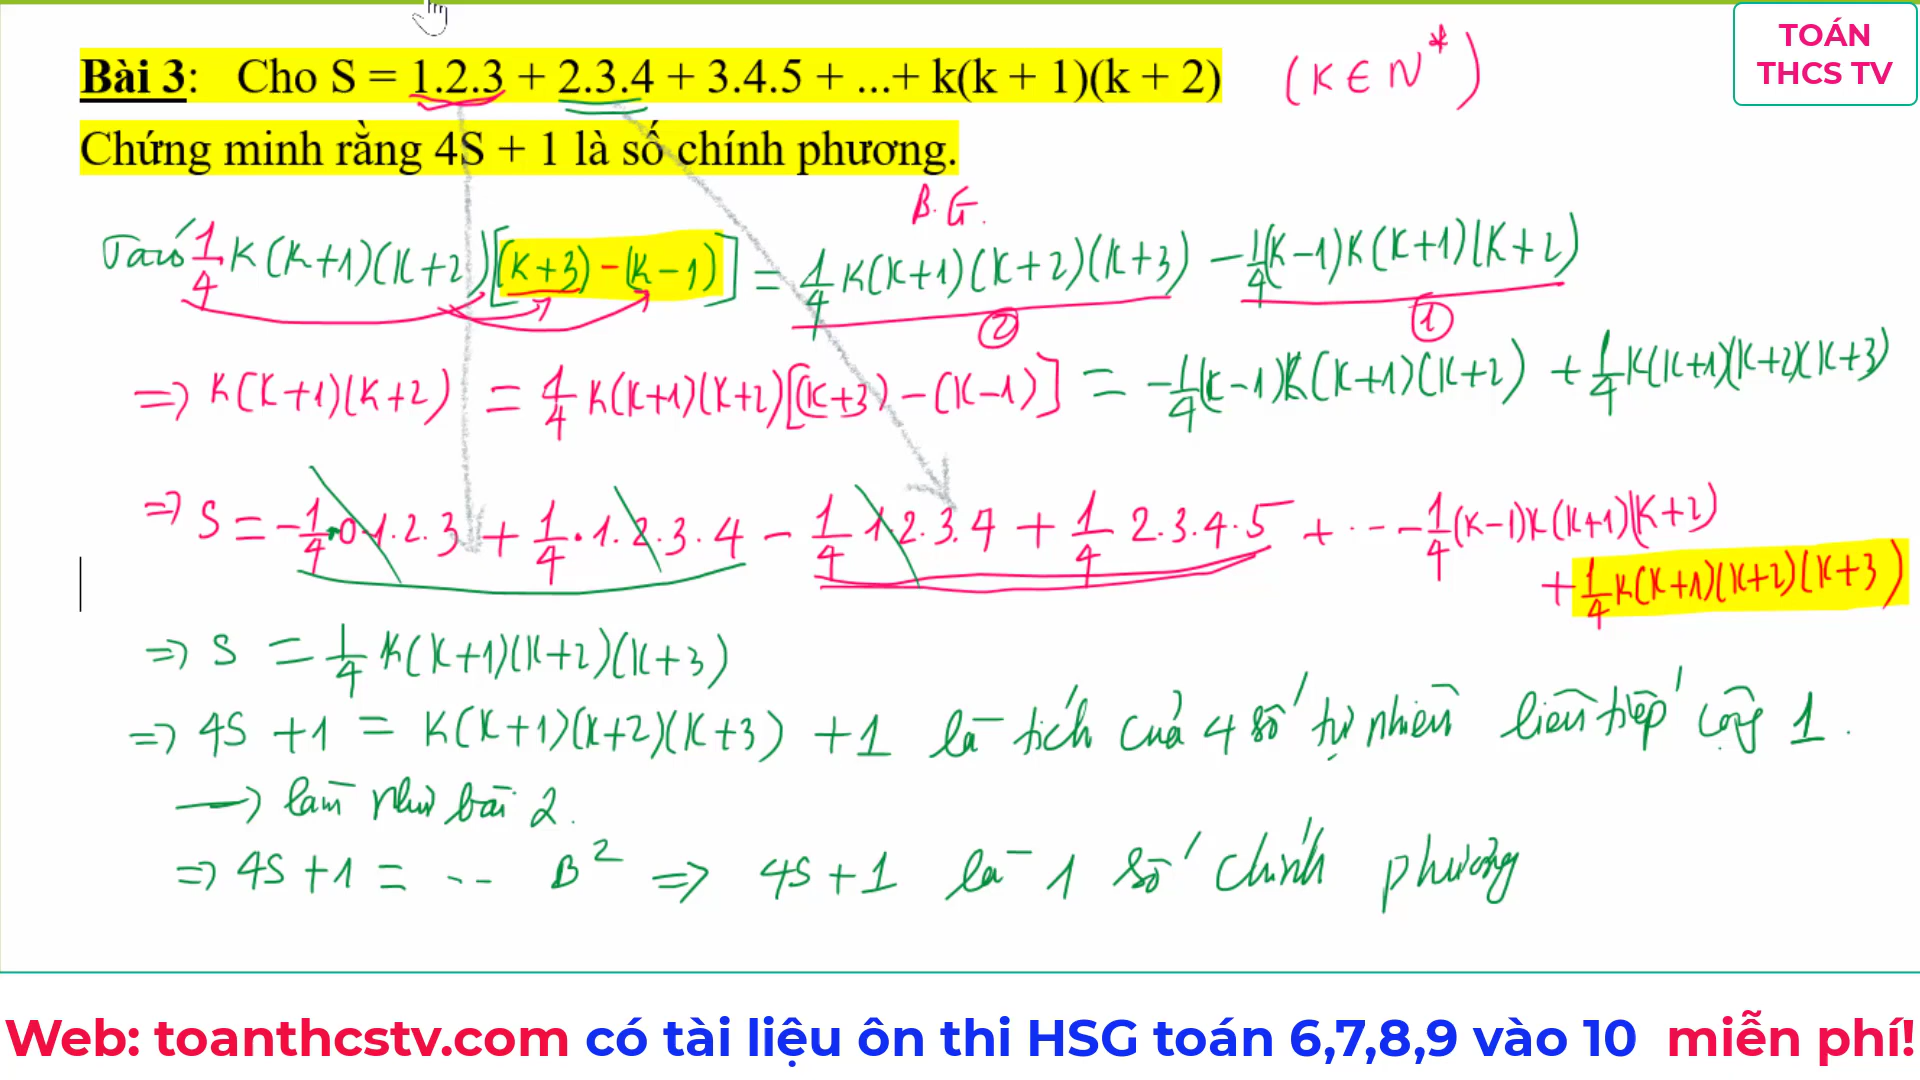 TOÁN
THCS TV
Bài 3: Cho S = 1.2.3 + 2.3.4 + 3.4.5 + ...+ k(k + 1)(k + 2) (K ∈ N*)
Chứng minh rằng 4S + 1 là số chính phương.
B.G.
Ta có 1/4 K(K+1)(K+2)[(K+3) - (K-1)] = 1/4 K(K+1)(K+2)(K+3) - 1/4(K-1)K(K+1)(K+2)
② ①
=> K(K+1)(K+2) = 1/4 K(K+1)(K+2)[(K+3) - (K-1)] = -1/4(K-1)K(K+1)(K+2) + 1/4 K(K+1)(K+2)(K+3)
=> S = -1/4.0.1.2.3 + 1/4.1.2.3.4 - 1/4 1.2.3.4 + 1/4 2.3.4.5 + ... - 1/4(K-1)K(K+1)(K+2)
+ 1/4 K(K+1)(K+2)(K+3)
=> S = 1/4 K(K+1)(K+2)(K+3)
=> 4S + 1 = K(K+1)(K+2)(K+3) + 1 là tích của 4 số tự nhiên liên tiếp cộng 1.
—> làm như bài 2.
=> 4S + 1 = ... B² => 4S + 1 là 1 số chính phương
Web: toanthcstv.com có tài liệu ôn thi HSG toán 6,7,8,9 vào 10 miễn phí!